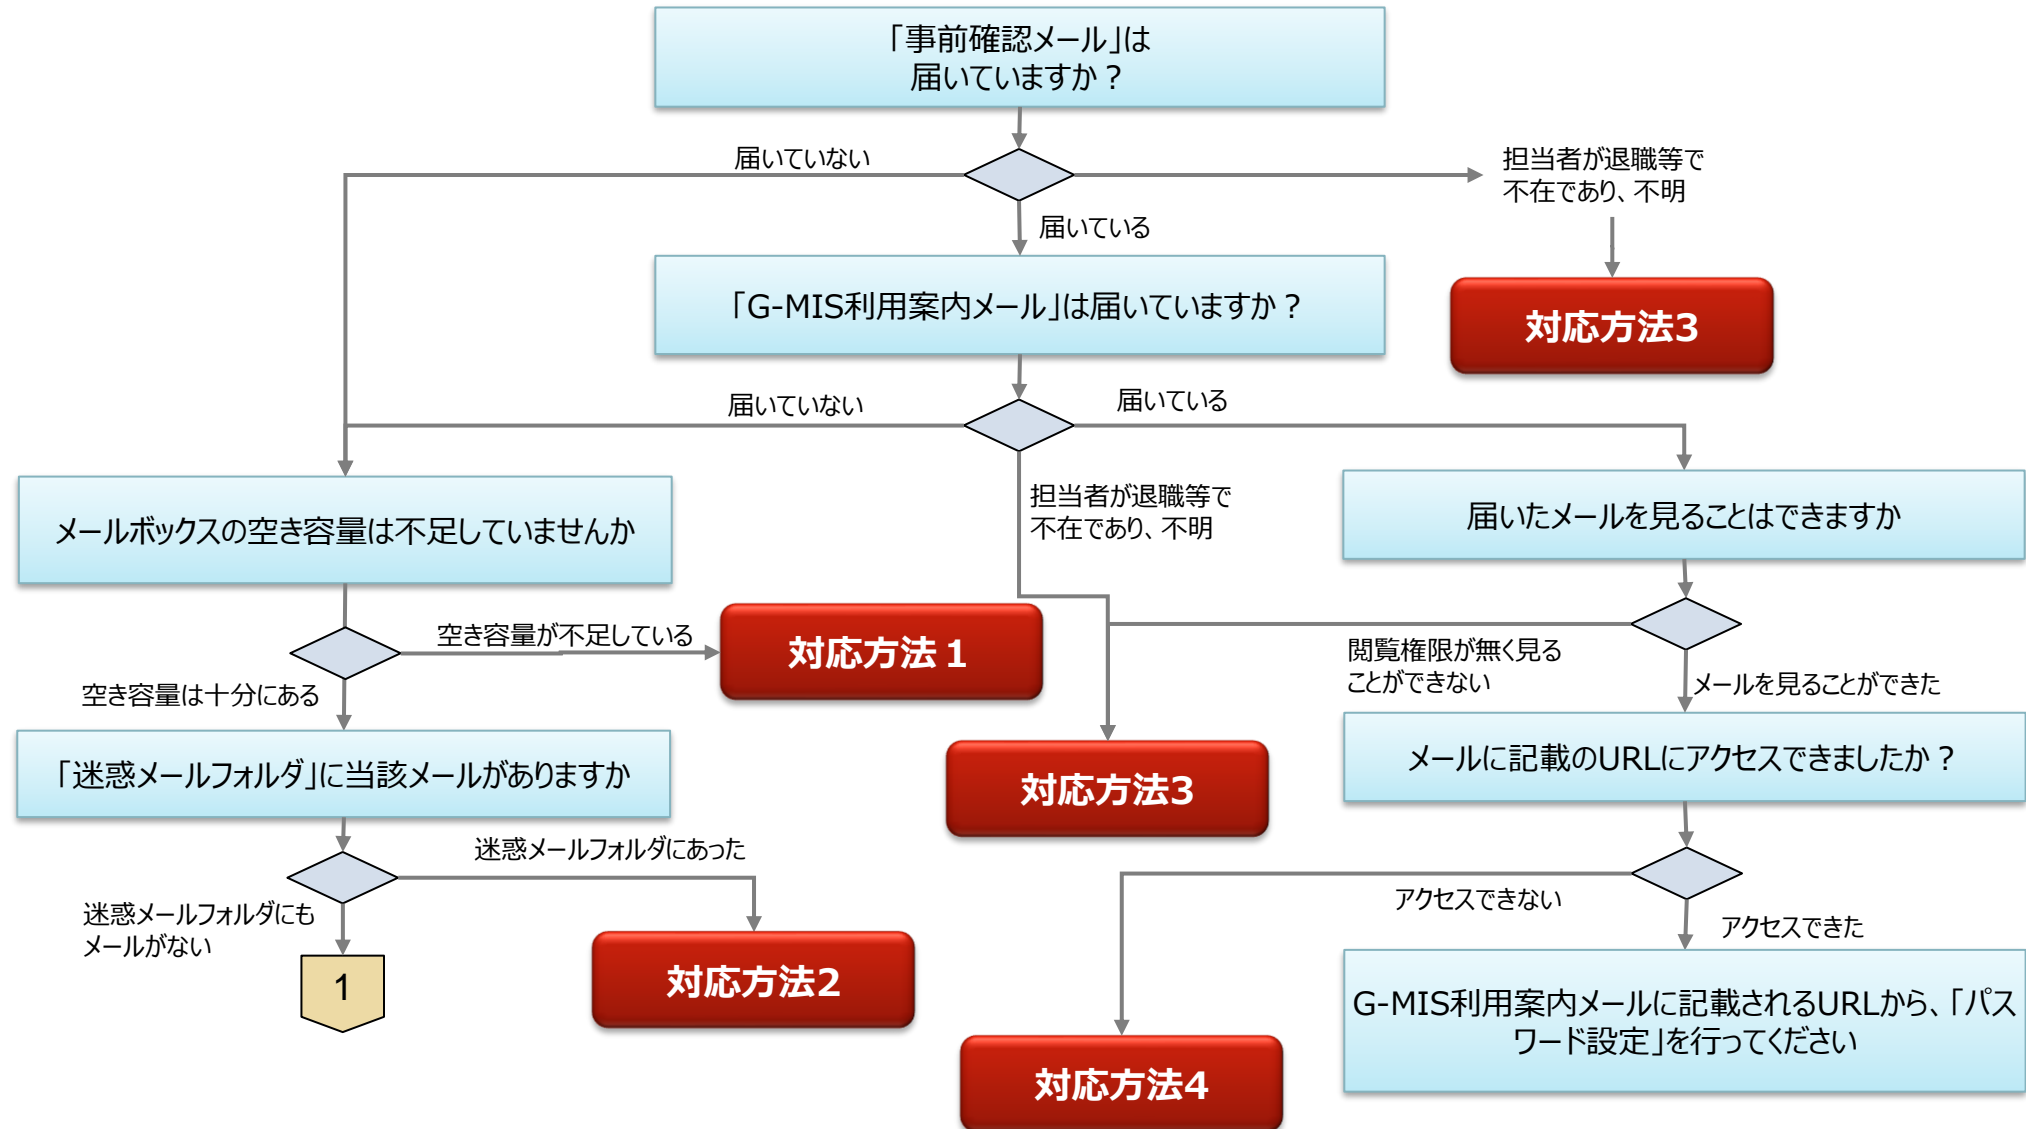 「事前確認メール」は
届いていますか？
届いていない
担当者が退職等で
不在であり、不明
届いている
「G-MIS利用案内メール」は届いていますか？
対応方法3
届いていない
届いている
担当者が退職等で
不在であり、不明
メールボックスの空き容量は不足していませんか
届いたメールを見ることはできますか
空き容量が不足している
対応方法１
閲覧権限が無く見る
ことができない
空き容量は十分にある
メールを見ることができた
「迷惑メールフォルダ」に当該メールがありますか
対応方法3
メールに記載のURLにアクセスできましたか？
迷惑メールフォルダにあった
迷惑メールフォルダにも
メールがない
アクセスできない
アクセスできた
1
対応方法2
G-MIS利用案内メールに記載されるURLから、「パス
ワード設定」を行ってください
対応方法4